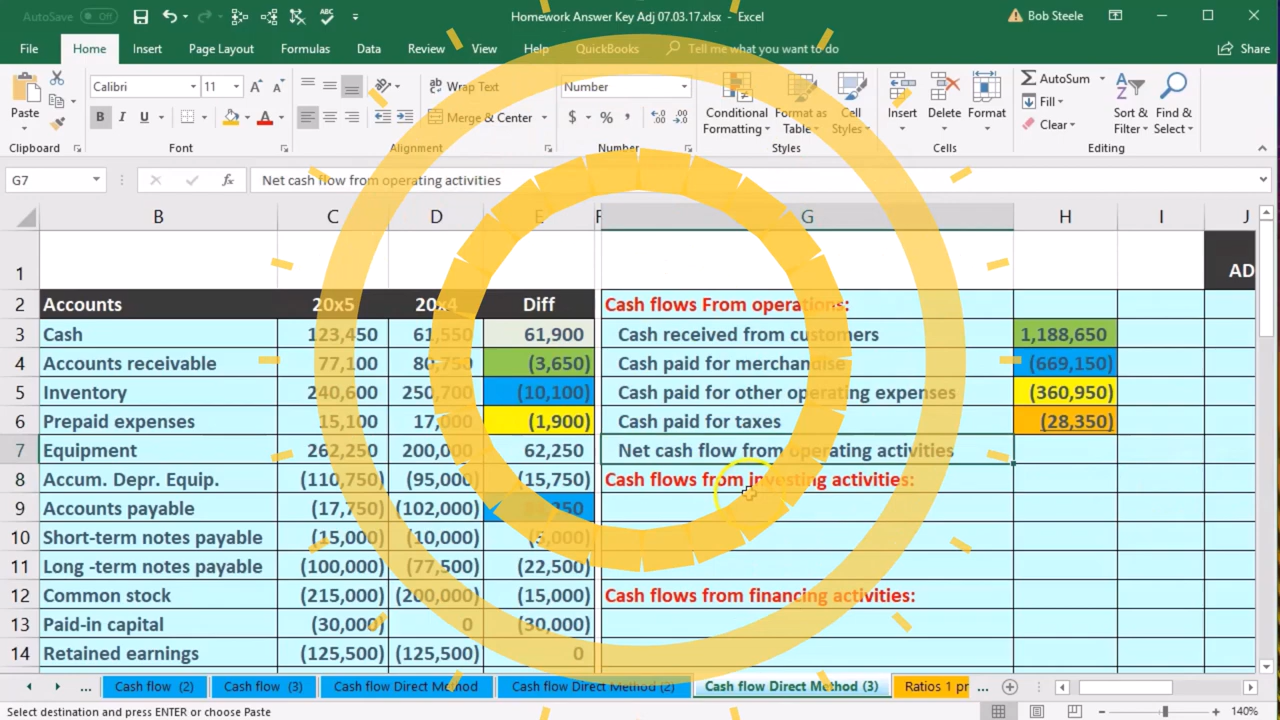 AutoSave Off Homework Answer Key Adj 07.03.17.xlsx - Excel Bob Steele
File Home Insert Page Layout Formulas Data Review View Help QuickBooks Tell me what you want to do Share
Paste Calibri 11 Wrap Text Number Conditional Formatting Format as Table Cell Styles Insert Delete Format AutoSum Fill Clear Sort & Filter Find & Select
B I U Merge & Center $ %
Clipboard Font Alignment Number Styles Cells Editing
G7 fx Net cash flow from operating activities
B C D E F G H I J
1 AD
2 Accounts 20x5 20x4 Diff Cash flows From operations:
3 Cash 123,450 61,550 61,900 Cash received from customers 1,188,650
4 Accounts receivable 77,100 80,750 (3,650) Cash paid for merchandise (669,150)
5 Inventory 240,600 250,700 (10,100) Cash paid for other operating expenses (360,950)
6 Prepaid expenses 15,100 17,000 (1,900) Cash paid for taxes (28,350)
7 Equipment 262,250 200,000 62,250 Net cash flow from operating activities
8 Accum. Depr. Equip. (110,750) (95,000) (15,750) Cash flows from investing activities:
9 Accounts payable (17,750) (102,000)
10 Short-term notes payable (15,000) (10,000) (5,000)
11 Long -term notes payable (100,000) (77,500) (22,500)
12 Common stock (215,000) (200,000) (15,000) Cash flows from financing activities:
13 Paid-in capital (30,000) 0 (30,000)
14 Retained earnings (125,500) (125,500) 0
... Cash flow (2) Cash flow (3) Cash flow Direct Method Cash flow Direct Method (2) Cash flow Direct Method (3) Ratios 1 pr ...
Select destination and press ENTER or choose Paste 140%